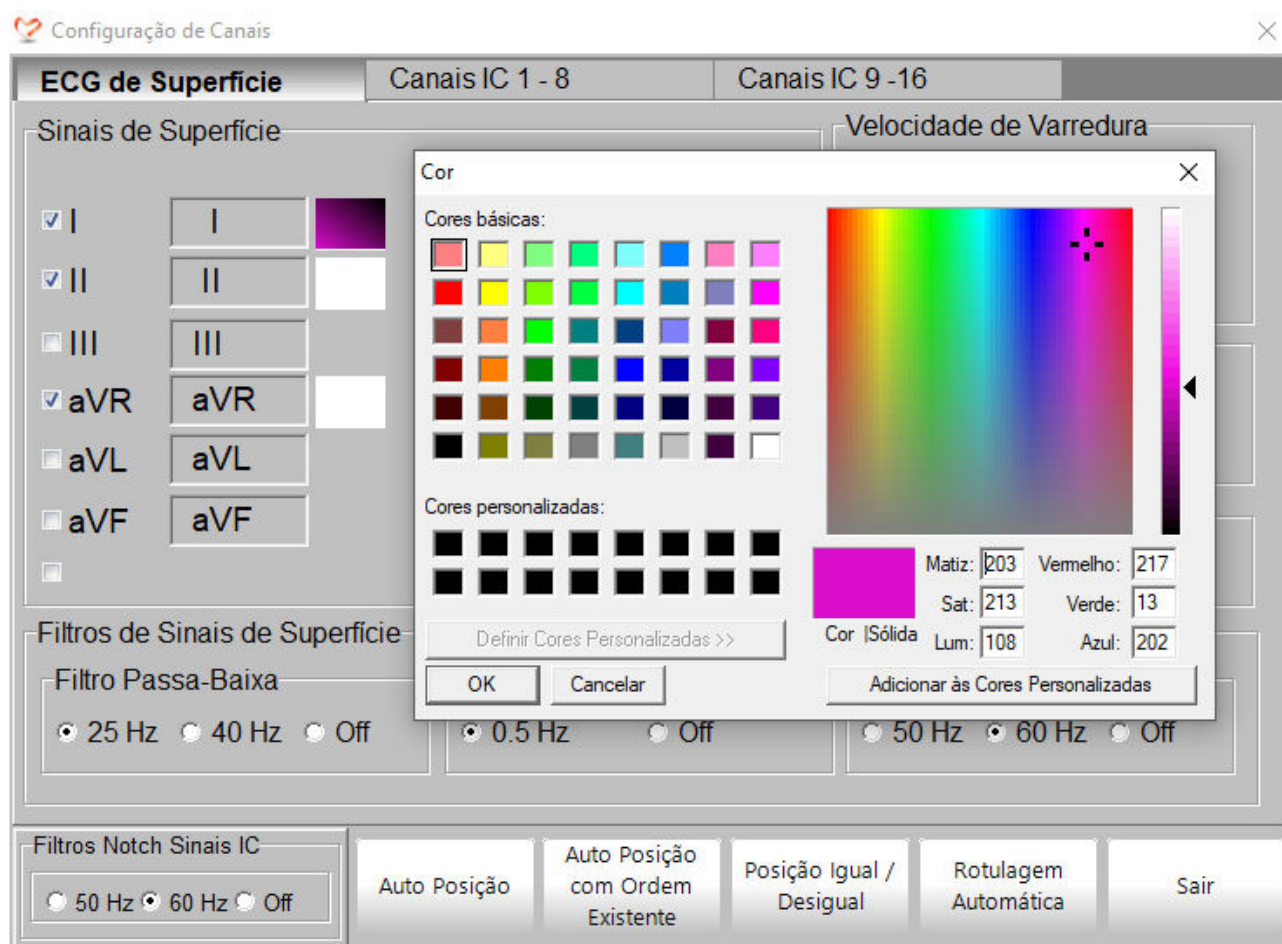 Configuração de Canais
ECG de Superfície
Canais IC 1 - 8
Canais IC 9 -16
Sinais de Superfície
Velocidade de Varredura
I I
II II
III III
aVR aVR
aVL aVL
aVF aVF
Cor
Cores básicas:
Cores personalizadas:
Definir Cores Personalizadas >>
OK
Cancelar
Cor |Sólida
Matiz: 203
Sat: 213
Lum: 108
Vermelho: 217
Verde: 13
Azul: 202
Adicionar às Cores Personalizadas
Filtros de Sinais de Superfície
Filtro Passa-Baixa
25 Hz 40 Hz Off
0.5 Hz Off
50 Hz 60 Hz Off
Filtros Notch Sinais IC
50 Hz 60 Hz Off
Auto Posição
Auto Posição
com Ordem
Existente
Posição Igual /
Desigual
Rotulagem
Automática
Sair